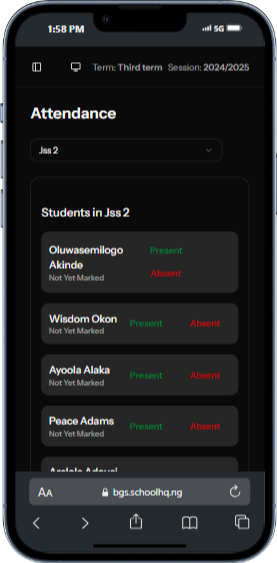 1:58 PM
5G
Term: Third term Session: 2024/2025
Attendance
Jss 2
Students in Jss 2
Oluwasemilogo
Akinde
Not Yet Marked
Present
Absent
Wisdom Okon
Not Yet Marked
Present Absent
Ayoola Alaka
Not Yet Marked
Present Absent
Peace Adams
Not Yet Marked
Present Absent
AA bgs.schoolhq.ng